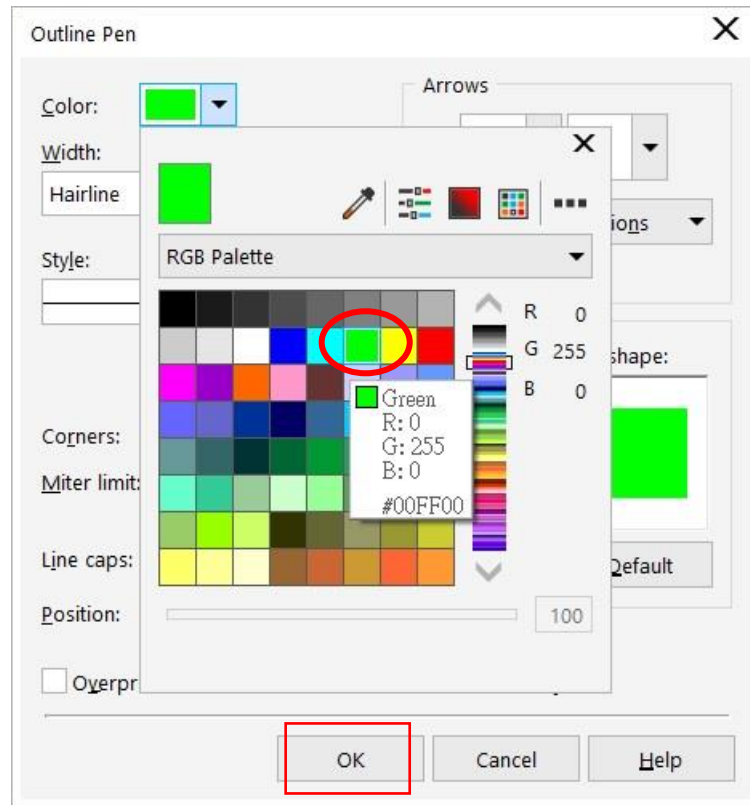 Outline Pen
Color:
Arrows
Width:
Hairline
RGB Palette
Style:
R 0
G 255
B 0
shape:
Green
R: 0
G: 255
B: 0
#00FF00
Corners:
Miter limit:
Line caps:
Default
Position:
100
Overpr
OK
Cancel
Help